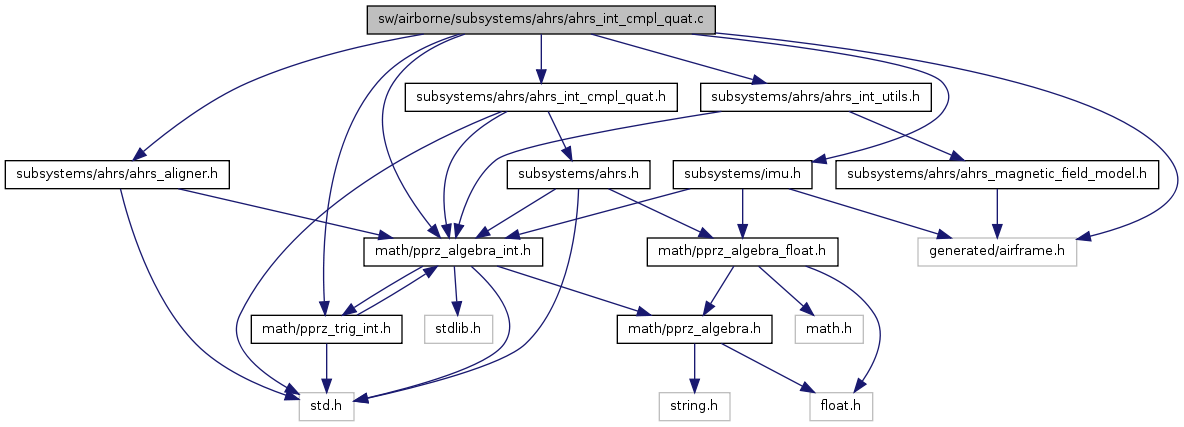 sw/airborne/subsystems/ahrs/ahrs_int_cmpl_quat.c
subsystems/ahrs/ahrs_int_cmpl_quat.h
subsystems/ahrs/ahrs_int_utils.h
subsystems/ahrs/ahrs_aligner.h
subsystems/ahrs.h
subsystems/imu.h
subsystems/ahrs/ahrs_magnetic_field_model.h
math/pprz_algebra_int.h
math/pprz_algebra_float.h
generated/airframe.h
math/pprz_trig_int.h
stdlib.h
math/pprz_algebra.h
math.h
std.h
string.h
float.h